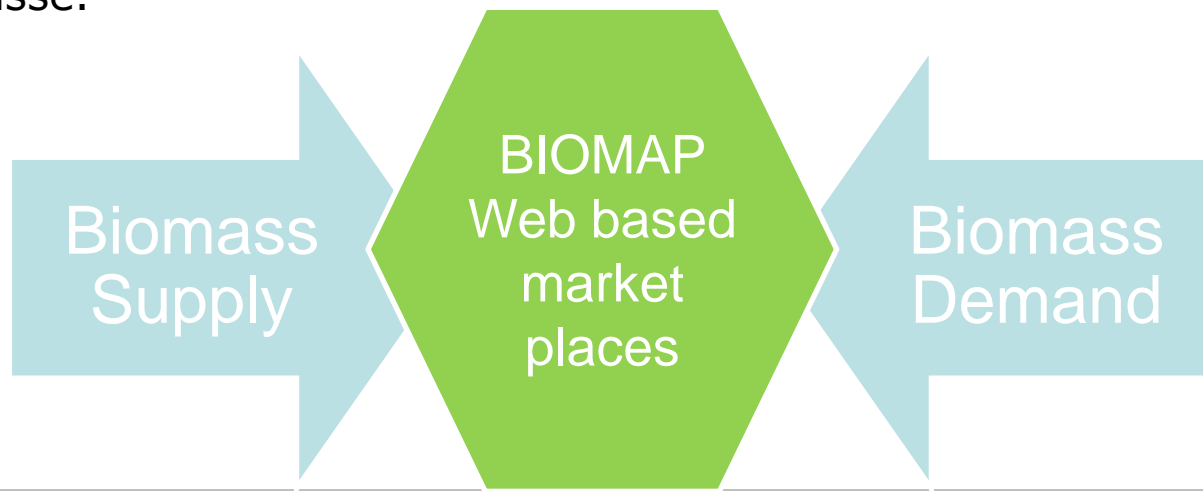 Biomass
Supply
BIOMAP
Web based
market
places
Biomass
Demand